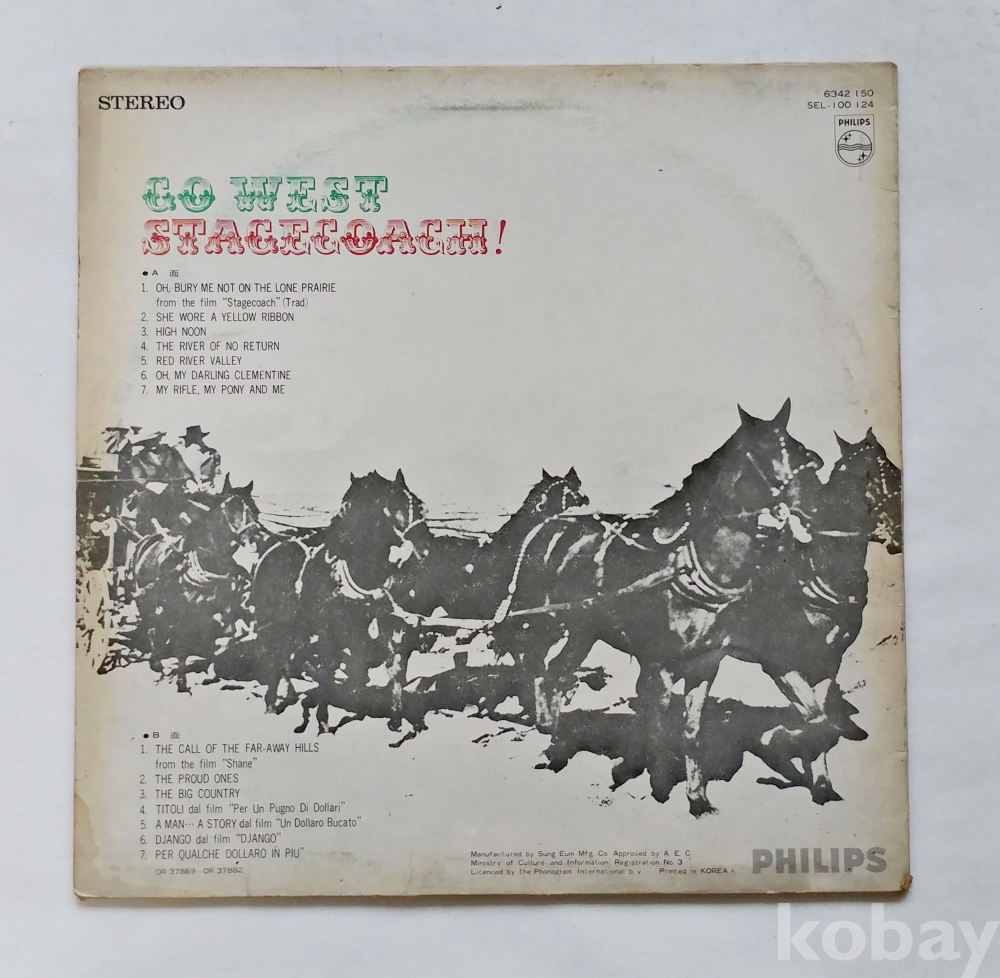 STEREO
6342 150
SEL-100 124
PHILIPS
GO WEST
STAGECOACH!
● A 面
1. OH, BURY ME NOT ON THE LONE PRAIRIE
from the film "Stagecoach" (Trad)
2. SHE WORE A YELLOW RIBBON
3. HIGH NOON
4. THE RIVER OF NO RETURN
5. RED RIVER VALLEY
6. OH, MY DARLING CLEMENTINE
7. MY RIFLE, MY PONY AND ME
● B 面
1. THE CALL OF THE FAR-AWAY HILLS
from the film "Shane"
2. THE PROUD ONES
3. THE BIG COUNTRY
4. TITOLI dal film "Per Un Pugno Di Dollari"
5. A MAN··· A STORY dal film "Un Dollaro Bucato"
6. DJANGO dal film "DJANGO"
7. PER QUALCHE DOLLARO IN PIU"
OR 37869 OR 37882
Manufactured by Sung Eum Mfg Co Approved by A. E. C
Ministry of Culture and Information Registration No. 3
Licenced by the Phonogram International b v Printed in KOREA
PHILIPS
kobay